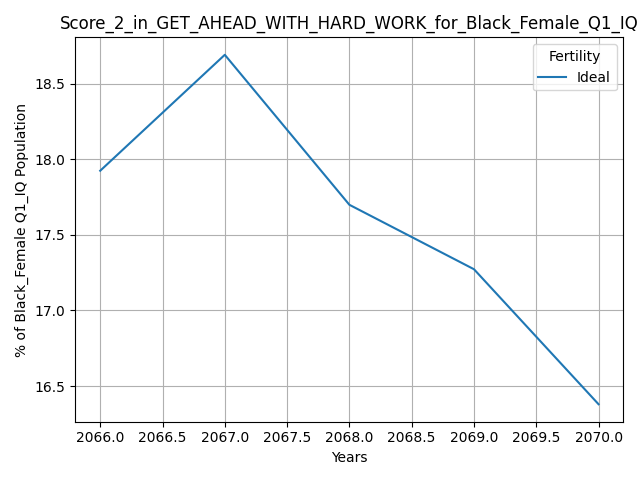 Score_2_in_GET_AHEAD_WITH_HARD_WORK_for_Black_Female_Q1_IQ
Fertility
Ideal
% of Black_Female Q1_IQ Population
18.5
18.0
17.5
17.0
16.5
2066.0 2066.5 2067.0 2067.5 2068.0 2068.5 2069.0 2069.5 2070.0
Years